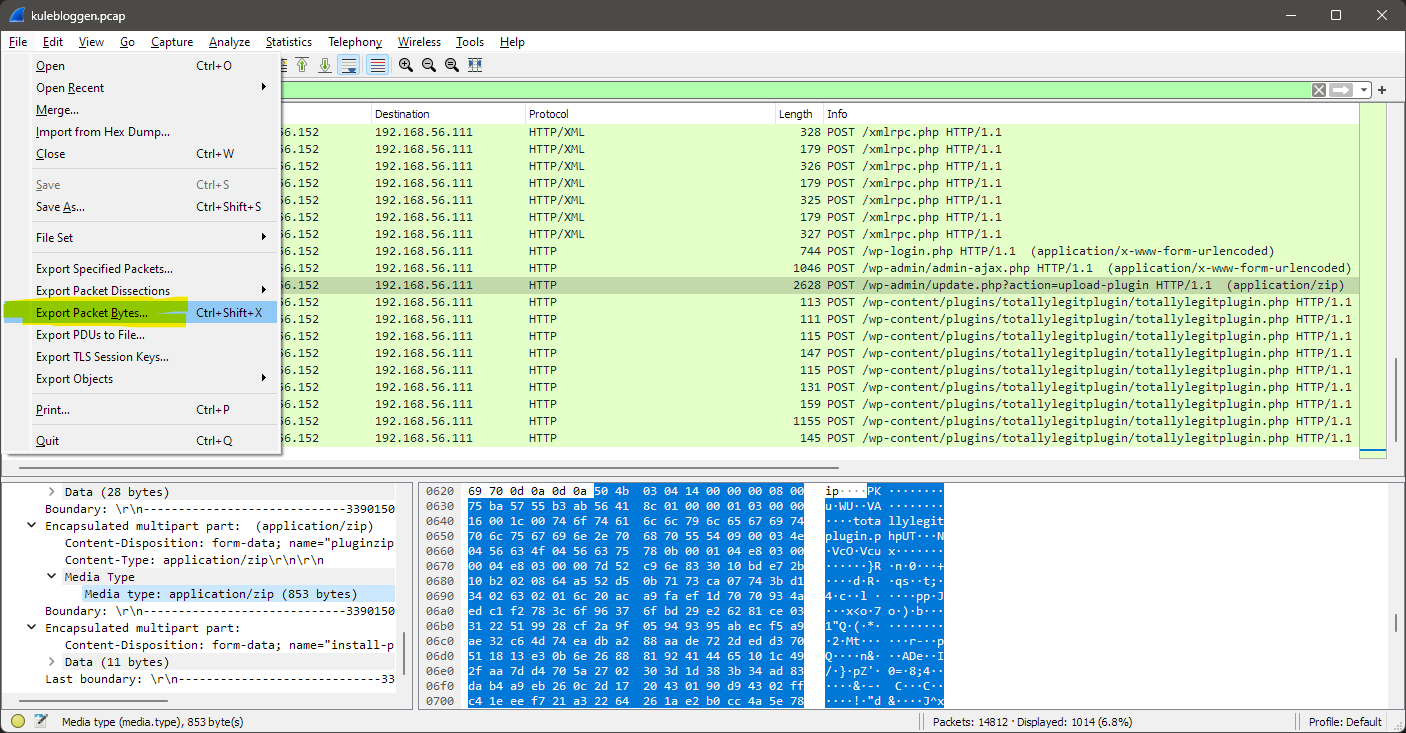 kulebloggen.pcap
File Edit View Go Capture Analyze Statistics Telephony Wireless Tools Help
Open Ctrl+O
Open Recent
Merge...
Import from Hex Dump...
Close Ctrl+W
Save Ctrl+S
Save As... Ctrl+Shift+S
File Set
Export Specified Packets...
Export Packet Dissections
Export Packet Bytes... Ctrl+Shift+X
Export PDUs to File...
Export TLS Session Keys...
Export Objects
Print... Ctrl+P
Quit Ctrl+Q
Destination Protocol Length Info
56.152 192.168.56.111 HTTP/XML 328 POST /xmlrpc.php HTTP/1.1
56.152 192.168.56.111 HTTP/XML 179 POST /xmlrpc.php HTTP/1.1
56.152 192.168.56.111 HTTP/XML 326 POST /xmlrpc.php HTTP/1.1
56.152 192.168.56.111 HTTP/XML 179 POST /xmlrpc.php HTTP/1.1
56.152 192.168.56.111 HTTP/XML 325 POST /xmlrpc.php HTTP/1.1
56.152 192.168.56.111 HTTP/XML 179 POST /xmlrpc.php HTTP/1.1
56.152 192.168.56.111 HTTP/XML 327 POST /xmlrpc.php HTTP/1.1
56.152 192.168.56.111 HTTP 744 POST /wp-login.php HTTP/1.1 (application/x-www-form-urlencoded)
56.152 192.168.56.111 HTTP 1046 POST /wp-admin/admin-ajax.php HTTP/1.1 (application/x-www-form-urlencoded)
56.152 192.168.56.111 HTTP 2628 POST /wp-admin/update.php?action=upload-plugin HTTP/1.1 (application/zip)
56.152 192.168.56.111 HTTP 113 POST /wp-content/plugins/totallylegitplugin/totallylegitplugin.php HTTP/1.1
56.152 192.168.56.111 HTTP 111 POST /wp-content/plugins/totallylegitplugin/totallylegitplugin.php HTTP/1.1
56.152 192.168.56.111 HTTP 115 POST /wp-content/plugins/totallylegitplugin/totallylegitplugin.php HTTP/1.1
56.152 192.168.56.111 HTTP 147 POST /wp-content/plugins/totallylegitplugin/totallylegitplugin.php HTTP/1.1
56.152 192.168.56.111 HTTP 115 POST /wp-content/plugins/totallylegitplugin/totallylegitplugin.php HTTP/1.1
56.152 192.168.56.111 HTTP 131 POST /wp-content/plugins/totallylegitplugin/totallylegitplugin.php HTTP/1.1
56.152 192.168.56.111 HTTP 159 POST /wp-content/plugins/totallylegitplugin/totallylegitplugin.php HTTP/1.1
56.152 192.168.56.111 HTTP 1155 POST /wp-content/plugins/totallylegitplugin/totallylegitplugin.php HTTP/1.1
56.152 192.168.56.111 HTTP 145 POST /wp-content/plugins/totallylegitplugin/totallylegitplugin.php HTTP/1.1
Data (28 bytes)
Boundary: \r\n-----------------------------3390150
Encapsulated multipart part: (application/zip)
Content-Disposition: form-data; name="pluginzip
Content-Type: application/zip\r\n\r\n
Media Type
Media type: application/zip (853 bytes)
Boundary: \r\n-----------------------------3390150
Encapsulated multipart part:
Content-Disposition: form-data; name="install-p
Data (11 bytes)
Last boundary: \r\n-----------------------------33
0620 69 70 0d 0a 0d 0a 50 4b 03 04 14 00 00 00 08 00 ip····PK ········
0630 75 ba 57 55 b3 ab 56 41 8c 01 00 00 01 03 00 00 u·WU··VA ········
0640 16 00 1c 00 74 6f 74 61 6c 6c 79 6c 65 67 69 74 ····tota llylegit
0650 70 6c 75 67 69 6e 2e 70 68 70 55 54 09 00 03 4e plugin.p hpUT···N
0660 04 56 63 4f 04 56 63 75 78 0b 00 01 04 e8 03 00 ·VcO·Vcu x·······
0670 00 04 e8 03 00 00 7d 52 c9 6e 83 30 10 bd e7 2b ······}R ·n·0···+
0680 10 b2 02 08 64 a5 52 d5 0b 71 73 ca 07 74 3b d1 ····d·R· ·qs··t;·
0690 34 02 63 02 01 6c 20 ac a9 fa ef 1d 70 70 93 4a 4·c··l · ····pp·J
06a0 ed c1 f2 78 3c 6f 96 37 6f bd 29 e2 62 81 ce 03 ···x<o·7 o·)·b···
06b0 31 22 51 99 28 cf 2a 9f 05 94 93 95 ab ec f5 a9 1"Q·(·*· ········
06c0 ae 32 c6 4d 74 ea db a2 88 aa de 72 2d ed d3 70 ·2·Mt··· ···r-··p
06d0 51 18 13 e3 0b 6e 26 88 81 92 41 44 65 10 1c 49 Q····n&· ··ADe··I
06e0 2f aa 7d d4 70 5a 27 02 30 3d 1d 38 3b 34 ad 83 /·}·pZ'· 0=·8;4··
06f0 da b4 a9 eb 26 0c 2d 17 20 43 01 90 d9 43 02 ff ····&·-· C···C··
0700 c4 1e ee f7 21 a3 22 64 26 1a e2 b0 cc 4a 5e 78 ····!·"d &····J^x
Media type (media.type), 853 byte(s)
Packets: 14812 · Displayed: 1014 (6.8%)
Profile: Default